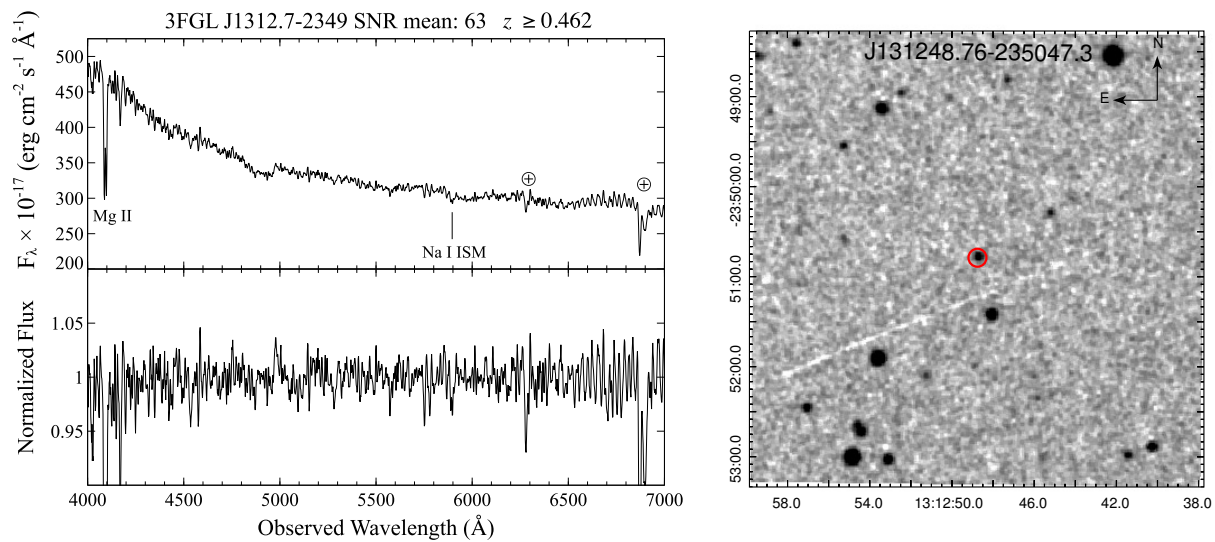 3FGL J1312.7-2349 SNR mean: 63 z ≥ 0.462
F_λ × 10^-17 (erg cm^-2 s^-1 Å^-1)
500
450
400
350
300
250
200
Mg II
Na I ISM
⊕
⊕
Normalized Flux
1.05
1
0.95
4000 4500 5000 5500 6000 6500 7000
Observed Wavelength (Å)
J131248.76-235047.3
N
E
49:00.0
-23:50:00.0
51:00.0
52:00.0
53:00.0
58.0 54.0 13:12:50.0 46.0 42.0 38.0